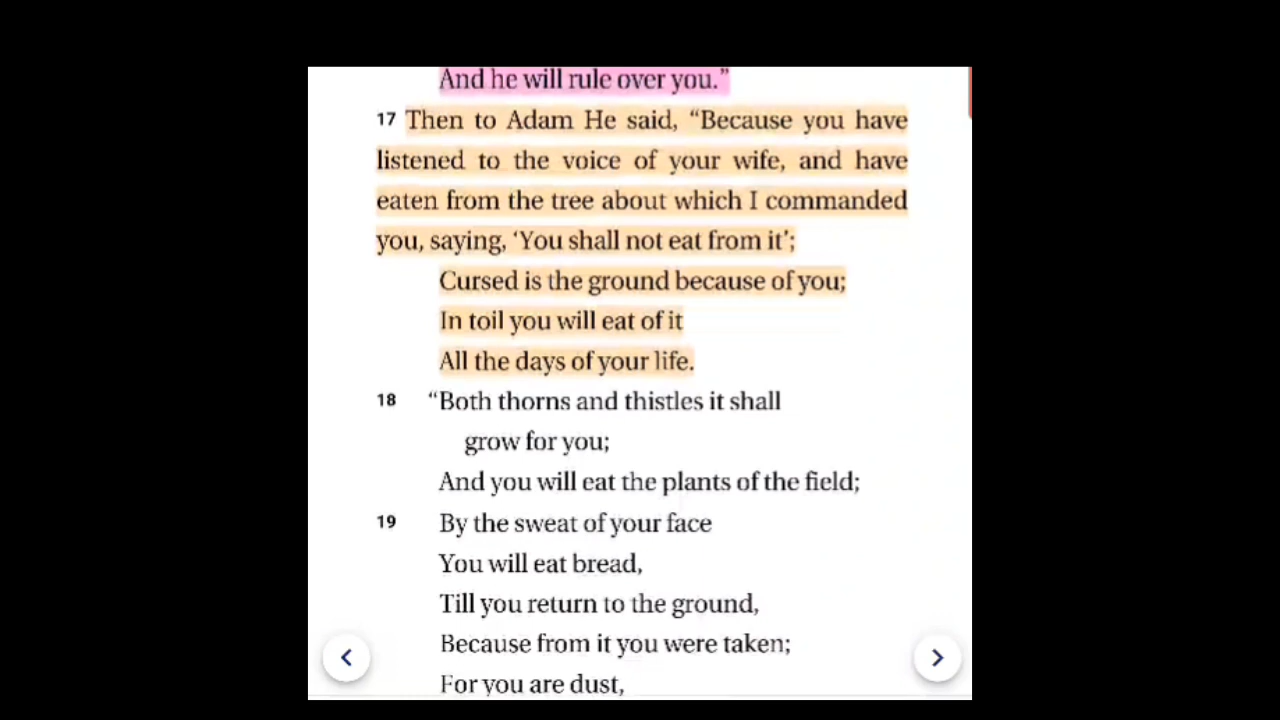 And he will rule over you.”
17 Then to Adam He said, “Because you have
listened to the voice of your wife, and have
eaten from the tree about which I commanded
you, saying, ‘You shall not eat from it’;
Cursed is the ground because of you;
In toil you will eat of it
All the days of your life.
18 “Both thorns and thistles it shall
grow for you;
And you will eat the plants of the field;
19 By the sweat of your face
You will eat bread,
Till you return to the ground,
Because from it you were taken;
For you are dust,